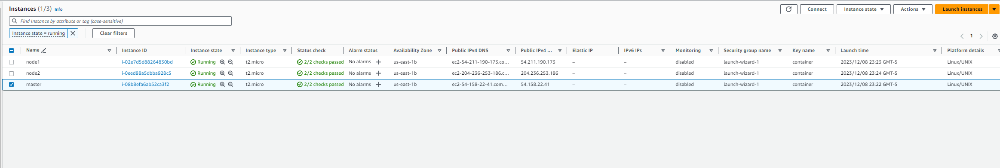 Instances (1/3) Info
Connect Instance state Actions Launch instances
Find Instance by attribute or tag (case-sensitive)
Instance state = running Clear filters
1
Name Instance ID Instance state Instance type Status check Alarm status Availability Zone Public IPv4 DNS Public IPv4 ... Elastic IP IPv6 IPs Monitoring Security group name Key name Launch time Platform details
node1 i-02e7d5d88264830bd Running t2.micro 2/2 checks passed No alarms us-east-1b ec2-54-211-190-173.co... 54.211.190.173 – – disabled launch-wizard-1 container 2023/12/08 23:23 GMT-5 Linux/UNIX
node2 i-0eed88a5dbba928c5 Running t2.micro 2/2 checks passed No alarms us-east-1b ec2-204-236-253-186.c... 204.236.253.186 – – disabled launch-wizard-1 container 2023/12/08 23:24 GMT-5 Linux/UNIX
master i-08b8efa6ab52ca3f2 Running t2.micro 2/2 checks passed No alarms us-east-1b ec2-54-158-22-41.com... 54.158.22.41 – – disabled launch-wizard-1 container 2023/12/08 23:22 GMT-5 Linux/UNIX